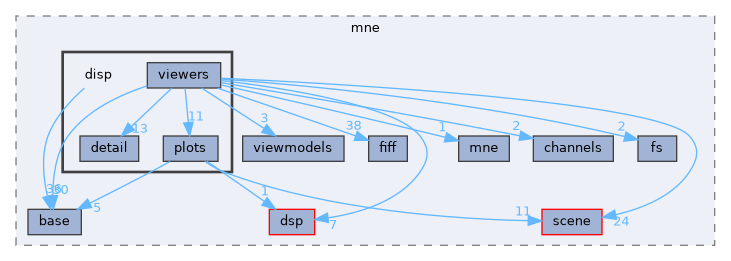 mne
disp
viewers
13
11
3
38
1
2
2
detail
plots
viewmodels
fiff
mne
channels
fs
36
5
1
7
11
24
base
dsp
scene